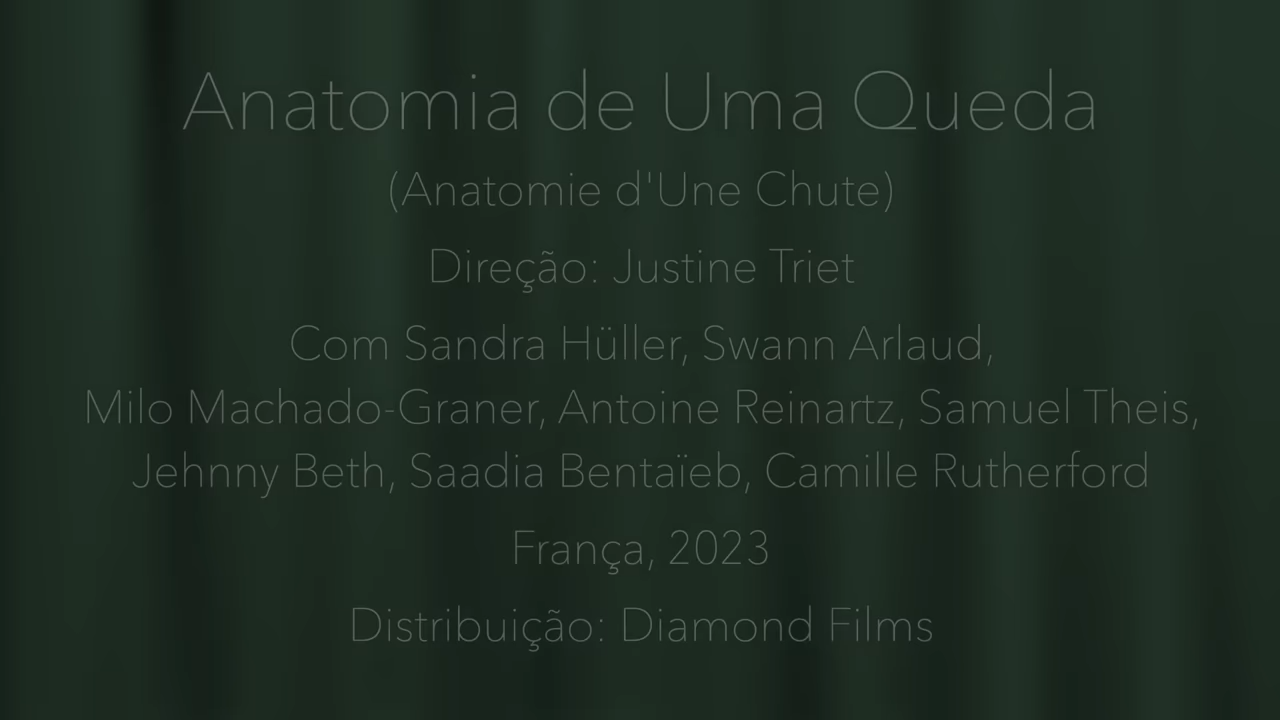 Anatomia de Uma Queda
(Anatomie d'Une Chute)
Direção: Justine Triet
Com Sandra Hüller, Swann Arlaud,
Milo Machado-Graner, Antoine Reinartz, Samuel Theis,
Jehnny Beth, Saadia Bentaïeb, Camille Rutherford
França, 2023
Distribuição: Diamond Films